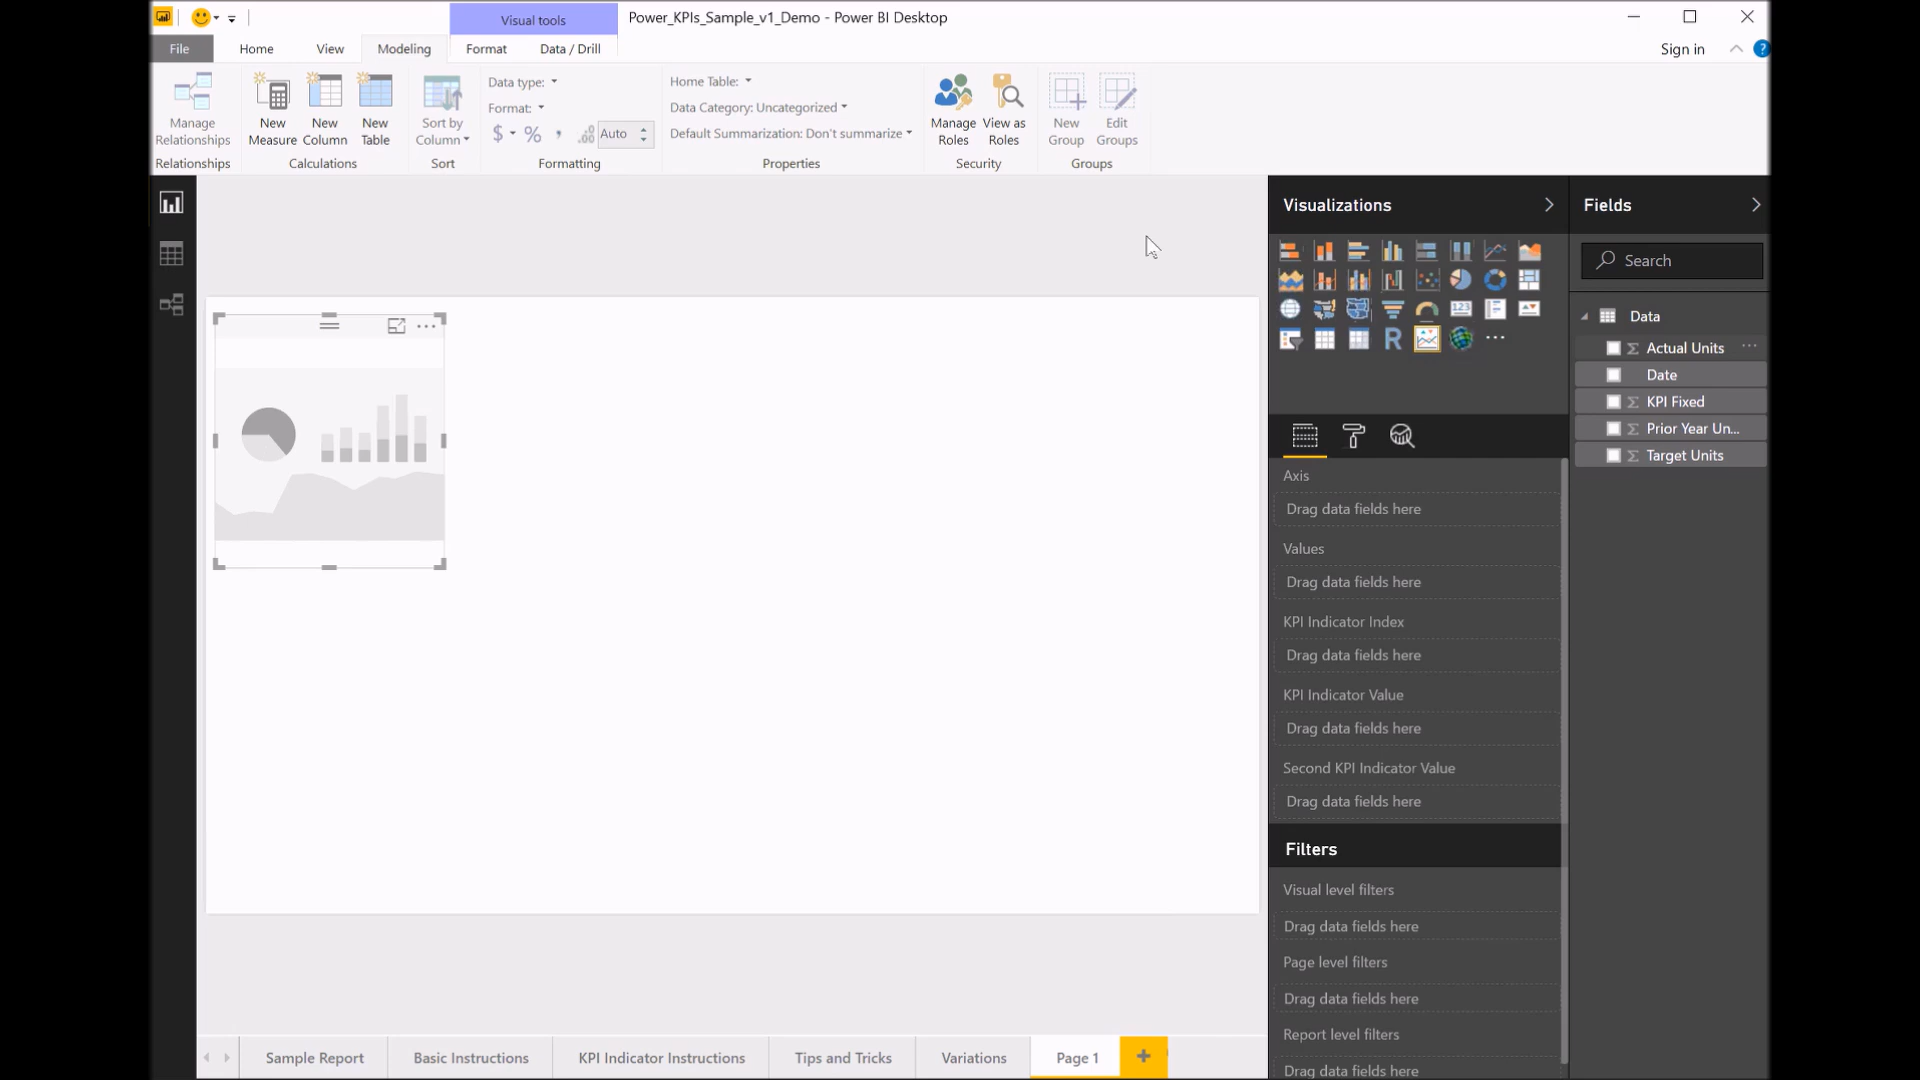 Visual tools
Power_KPIs_Sample_v1_Demo - Power BI Desktop
File
Home
View
Modeling
Format
Data / Drill
Sign in
?
Manage
Relationships
Relationships
New
Measure
New
Column
New
Table
Calculations
Sort by
Column
Sort
Data type:
Format:
$ % , .00 Auto
Formatting
Home Table:
Data Category: Uncategorized
Default Summarization: Don't summarize
Properties
Manage
Roles
View as
Roles
Security
New
Group
Edit
Groups
Groups
Visualizations
123
R
Axis
Drag data fields here
Values
Drag data fields here
KPI Indicator Index
Drag data fields here
KPI Indicator Value
Drag data fields here
Second KPI Indicator Value
Drag data fields here
Filters
Visual level filters
Drag data fields here
Page level filters
Drag data fields here
Report level filters
Drag data fields here
Fields
Search
Data
Σ Actual Units
Date
Σ KPI Fixed
Σ Prior Year Un...
Σ Target Units
Sample Report
Basic Instructions
KPI Indicator Instructions
Tips and Tricks
Variations
Page 1
+